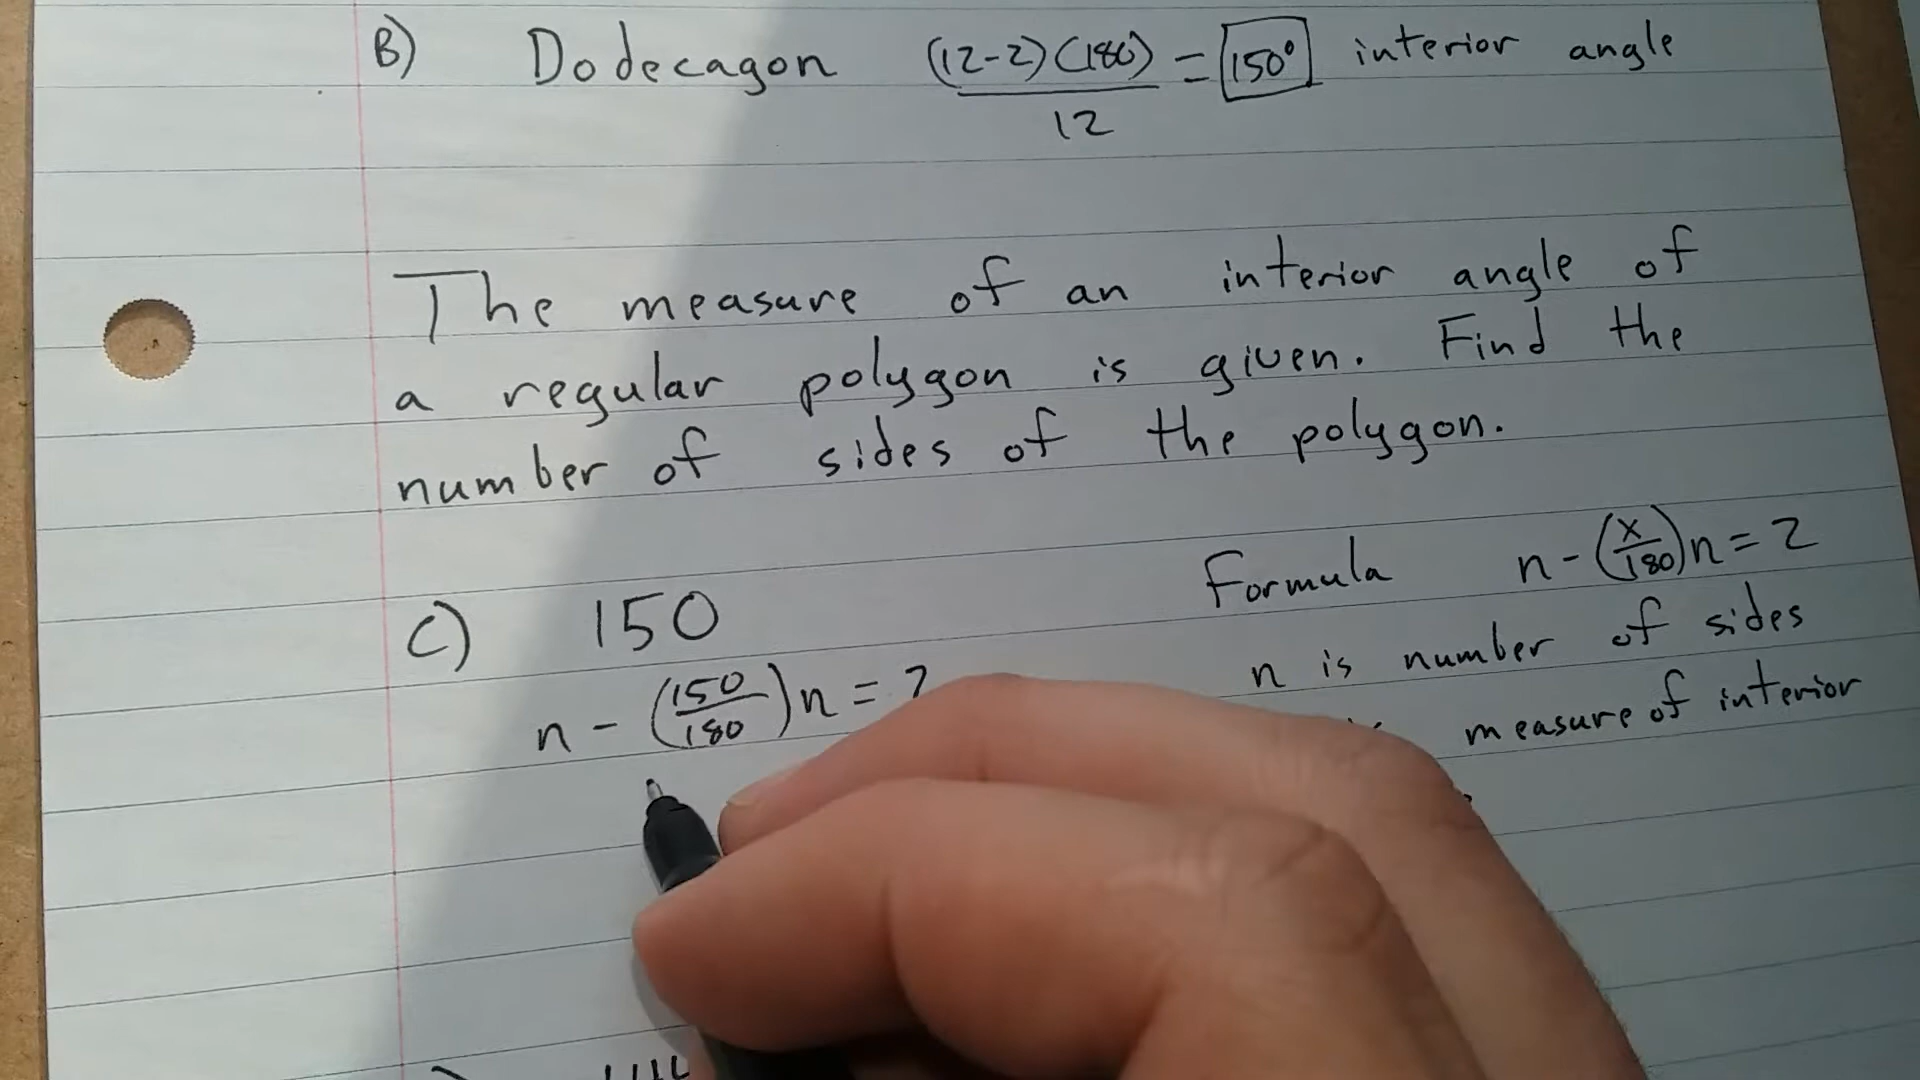 B) Dodecagon (12-2)(180)/12 = 150° interior angle
The measure of an interior angle of
a regular polygon is given. Find the
number of sides of the polygon.
C) 150
Formula n-(x/180)n=2
n - (150/180)n = 2
n is number of sides
measure of interior